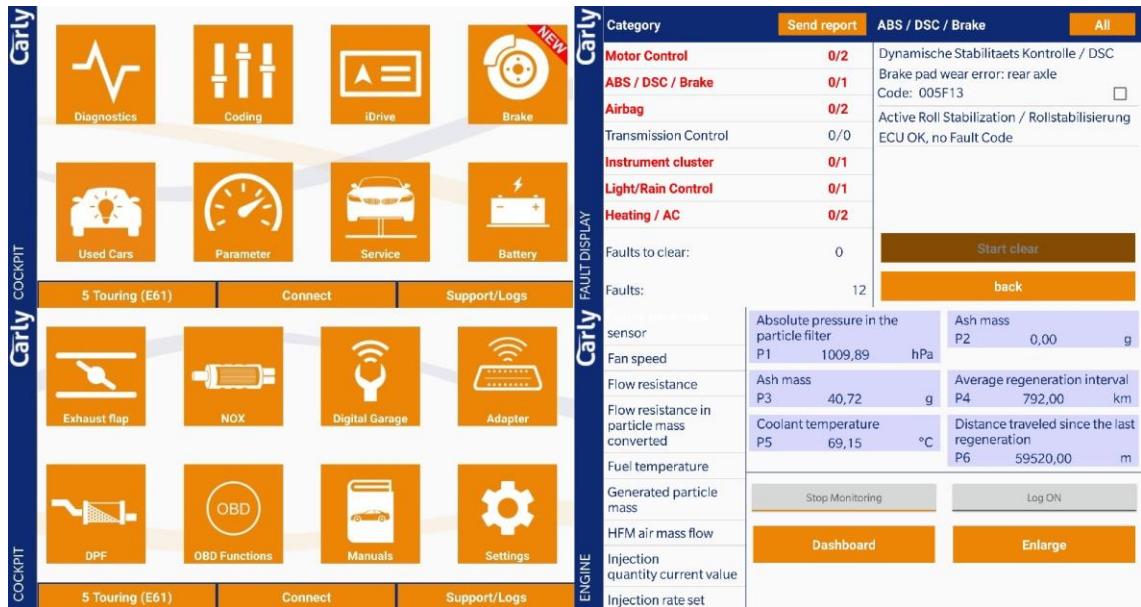 Carly
COCKPIT
Diagnostics
Coding
iDrive
NEW
Brake
Used Cars
Parameter
Service
Battery
5 Touring (E61)
Connect
Support/Logs
Carly
FAULT DISPLAY
Category
Send report
Motor Control 0/2
ABS / DSC / Brake 0/1
Airbag 0/2
Transmission Control 0/0
Instrument cluster 0/1
Light/Rain Control 0/1
Heating / AC 0/2
Faults to clear: 0
Faults: 12
ABS / DSC / Brake
All
Dynamische Stabilitaets Kontrolle / DSC
Brake pad wear error: rear axle
Code: 005F13
Active Roll Stabilization / Rollstabilisierung
ECU OK, no Fault Code
Start clear
back
Carly
COCKPIT
Exhaust flap
NOX
Digital Garage
Adapter
DPF
OBD
OBD Functions
Manuals
Settings
5 Touring (E61)
Connect
Support/Logs
Carly
ENGINE
sensor
Fan speed
Flow resistance
Flow resistance in
particle mass
converted
Fuel temperature
Generated particle
mass
HFM air mass flow
Injection
quantity current value
Injection rate set
Absolute pressure in the
particle filter
P1 1009,89 hPa
Ash mass
P2 0,00 g
Ash mass
P3 40,72 g
Average regeneration interval
P4 792,00 km
Coolant temperature
P5 69,15 °C
Distance traveled since the last
regeneration
P6 59520,00 m
Stop Monitoring
Log ON
Dashboard
Enlarge